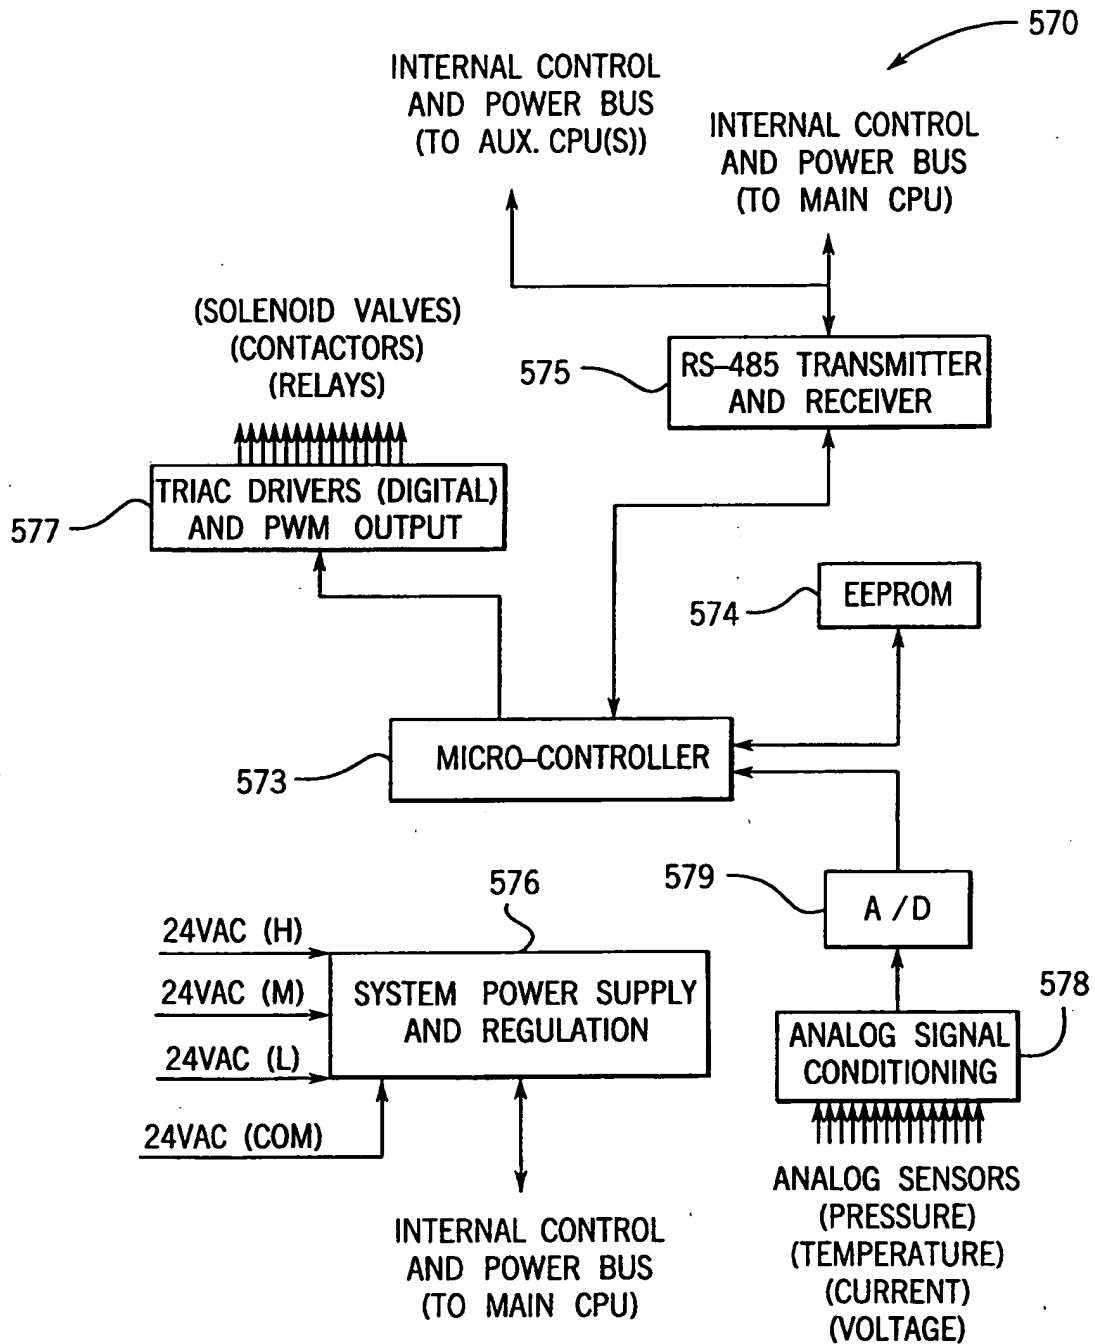 570
INTERNAL CONTROL
AND POWER BUS
(TO AUX. CPU(S))
INTERNAL CONTROL
AND POWER BUS
(TO MAIN CPU)
(SOLENOID VALVES)
(CONTACTORS)
(RELAYS)
575
RS-485 TRANSMITTER
AND RECEIVER
577
TRIAC DRIVERS (DIGITAL)
AND PWM OUTPUT
574
EEPROM
573
MICRO-CONTROLLER
576
579
A/D
24VAC (H)
24VAC (M)
24VAC (L)
24VAC (COM)
SYSTEM POWER SUPPLY
AND REGULATION
578
ANALOG SIGNAL
CONDITIONING
INTERNAL CONTROL
AND POWER BUS
(TO MAIN CPU)
ANALOG SENSORS
(PRESSURE)
(TEMPERATURE)
(CURRENT)
(VOLTAGE)